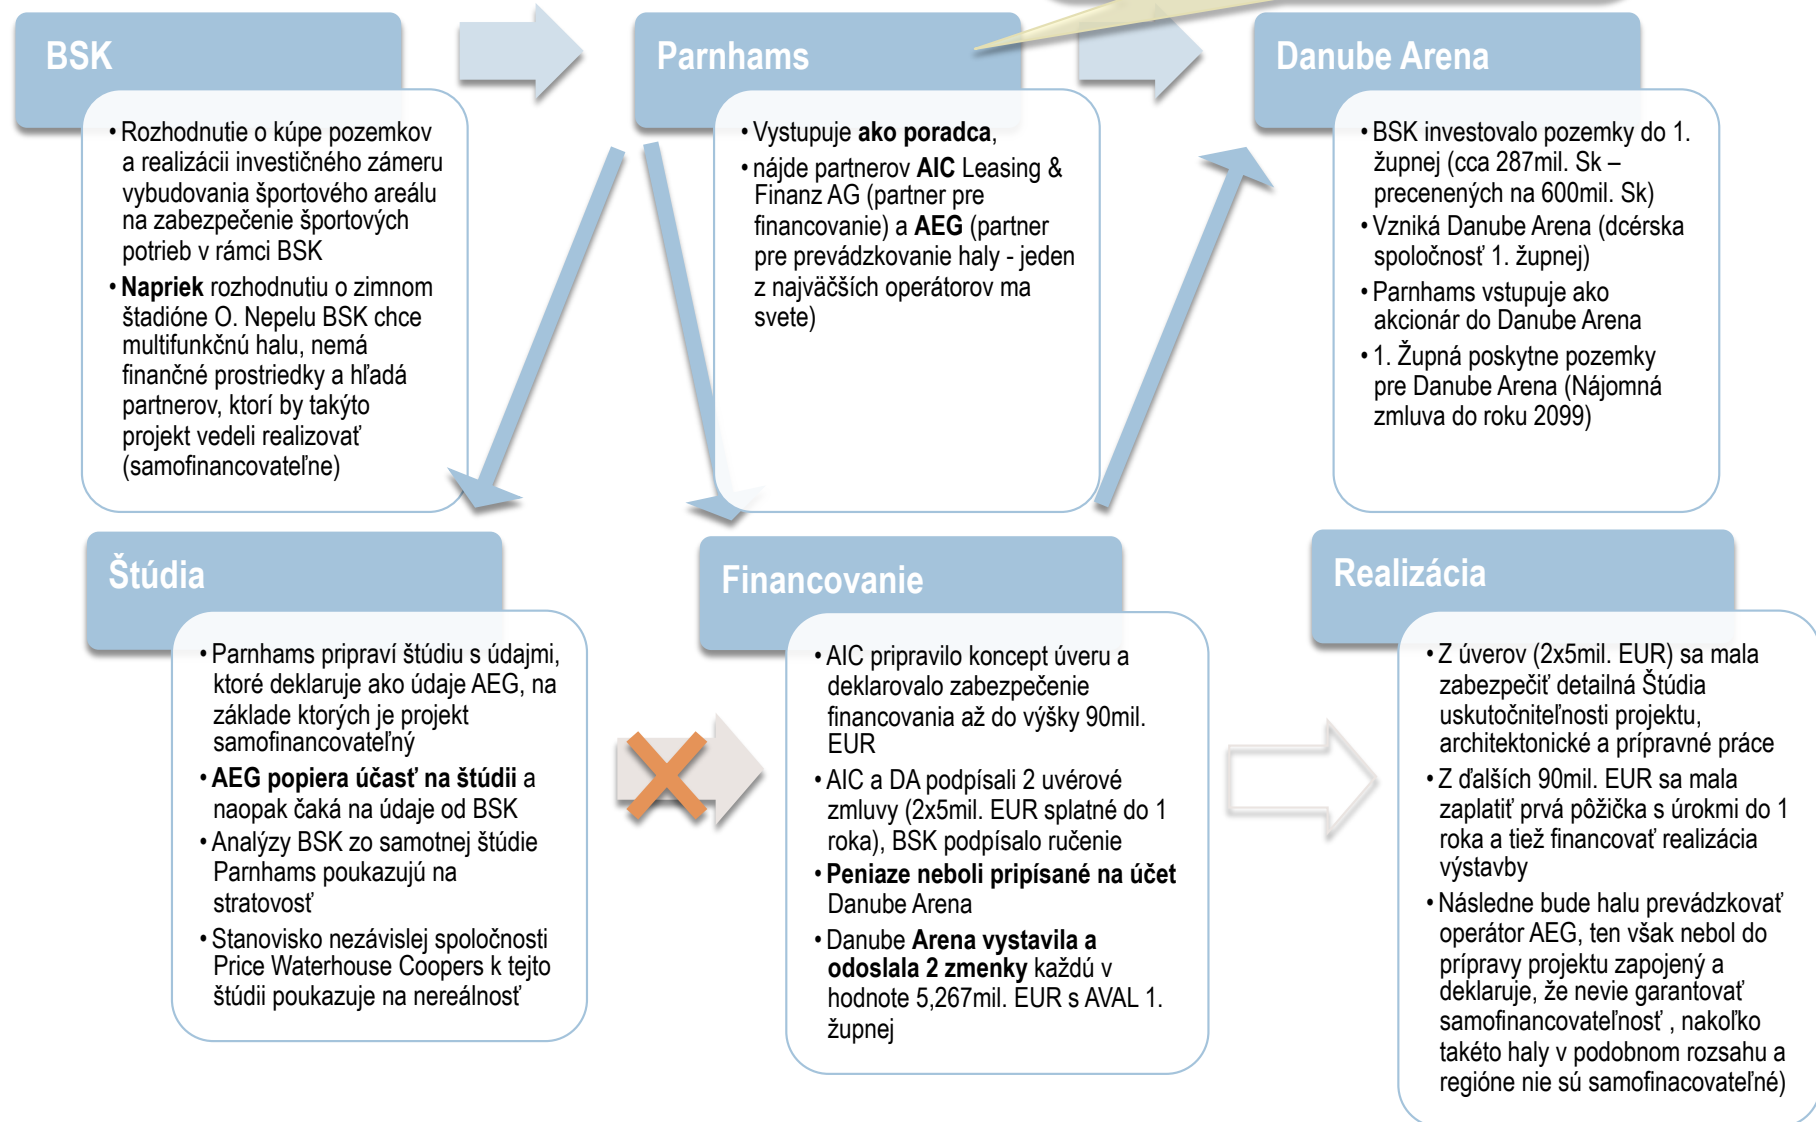 BSK
• Rozhodnutie o kúpe pozemkov
a realizácii investičného zámeru
vybudovania športového areálu
na zabezpečenie športových
potrieb v rámci BSK
• Napriek rozhodnutiu o zimnom
štadióne O. Nepelu BSK chce
multifunkčnú halu, nemá
finančné prostriedky a hľadá
partnerov, ktorí by takýto
projekt vedeli realizovať
(samofinancovateľne)
Parnhams
• Vystupuje ako poradca,
• nájde partnerov AIC Leasing &
Finanz AG (partner pre
financovanie) a AEG (partner
pre prevádzkovanie haly - jeden
z najväčších operátorov ma
svete)
Danube Arena
• BSK investovalo pozemky do 1.
župnej (cca 287mil. Sk –
precenených na 600mil. Sk)
• Vzniká Danube Arena (dcérska
spoločnosť 1. župnej)
• Parnhams vstupuje ako
akcionár do Danube Arena
• 1. Župná poskytne pozemky
pre Danube Arena (Nájomná
zmluva do roku 2099)
Štúdia
• Parnhams pripraví štúdiu s údajmi,
ktoré deklaruje ako údaje AEG, na
základe ktorých je projekt
samofinancovateľný
• AEG popiera účasť na štúdii a
naopak čaká na údaje od BSK
• Analýzy BSK zo samotnej štúdie
Parnhams poukazujú na
stratovosť
• Stanovisko nezávislej spoločnosti
Price Waterhouse Coopers k tejto
štúdii poukazuje na nereálnosť
Financovanie
• AIC pripravilo koncept úveru a
deklarovalo zabezpečenie
financovania až do výšky 90mil.
EUR
• AIC a DA podpísali 2 uvérové
zmluvy (2x5mil. EUR splatné do 1
roka), BSK podpísalo ručenie
• Peniaze neboli pripísané na účet
Danube Arena
• Danube Arena vystavila a
odoslala 2 zmenky každú v
hodnote 5,267mil. EUR s AVAL 1.
župnej
Realizácia
• Z úverov (2x5mil. EUR) sa mala
zabezpečiť detailná Štúdia
uskutočniteľnosti projektu,
architektonické a prípravné práce
• Z ďalších 90mil. EUR sa mala
zaplatiť prvá pôžička s úrokmi do 1
roka a tiež financovať realizácia
výstavby
• Následne bude halu prevádzkovať
operátor AEG, ten však nebol do
prípravy projektu zapojený a
deklaruje, že nevie garantovať
samofinancovateľnosť , nakoľko
takéto haly v podobnom rozsahu a
regióne nie sú samofinacovateľné)